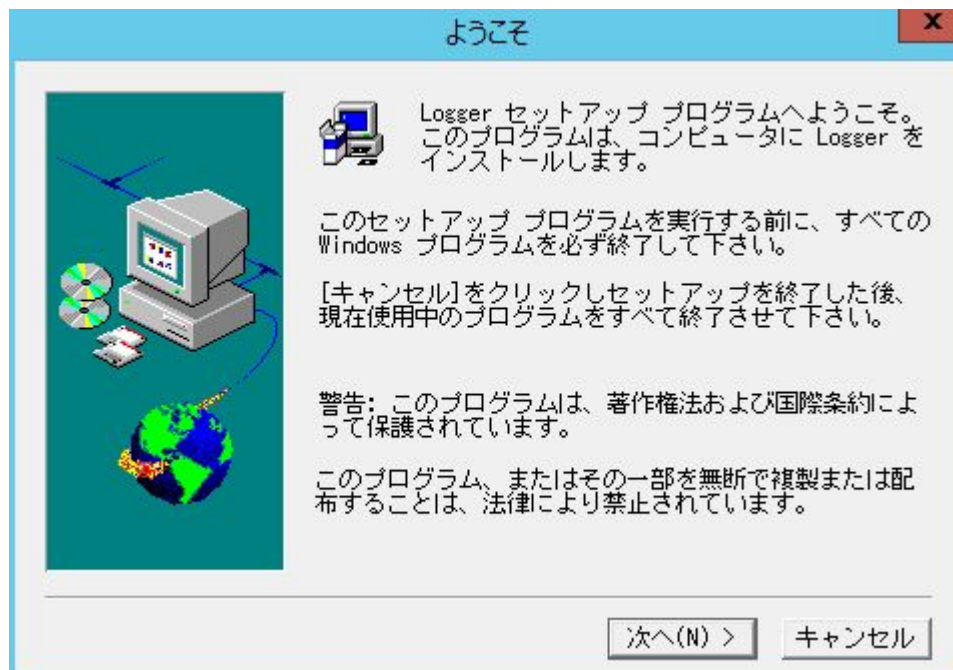 ようこそ
x
Logger セットアップ プログラムへようこそ。
このプログラムは、コンピュータに Logger を
インストールします。
このセットアップ プログラムを実行する前に、すべての
Windows プログラムを必ず終了して下さい。
[キャンセル]をクリックしセットアップを終了した後、
現在使用中のプログラムをすべて終了させて下さい。
警告: このプログラムは、著作権法および国際条約によ
って保護されています。
このプログラム、またはその一部を無断で複製または配
布することは、法律により禁止されています。
次へ(N) >
キャンセル